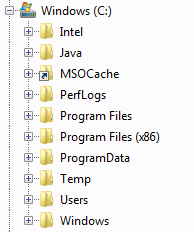 Windows (C:)
Intel
Java
MSOCache
PerfLogs
Program Files
Program Files (x86)
ProgramData
Temp
Users
Windows